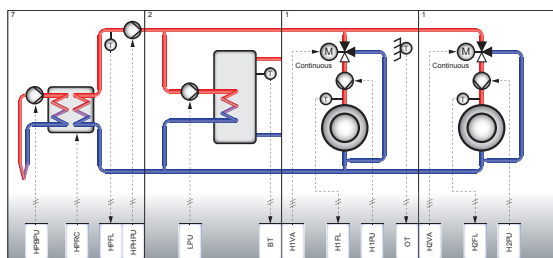 7
2
1
1
T
M
Continuous
T
T
T
M
Continuous
T
HPBPU
HPRC
HPFL
HPHPU
LPU
BT
H1VA
H1FL
H1PU
OT
H2VA
H2FL
H2PU